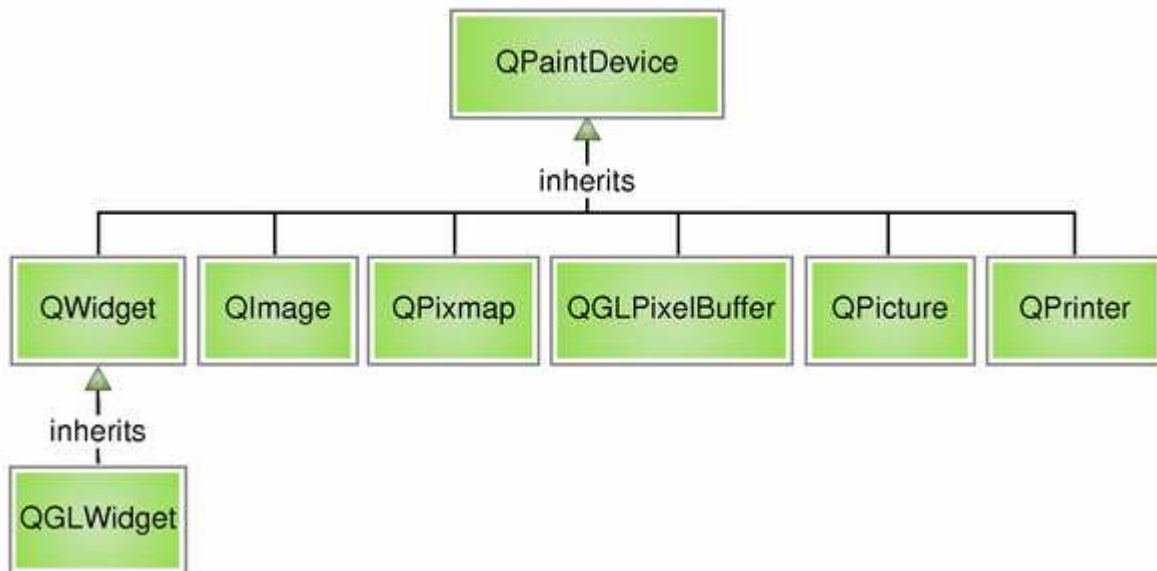 QPaintDevice
inherits
QWidget
QImage
QPixmap
QGLPixelBuffer
QPicture
QPrinter
inherits
QGLWidget